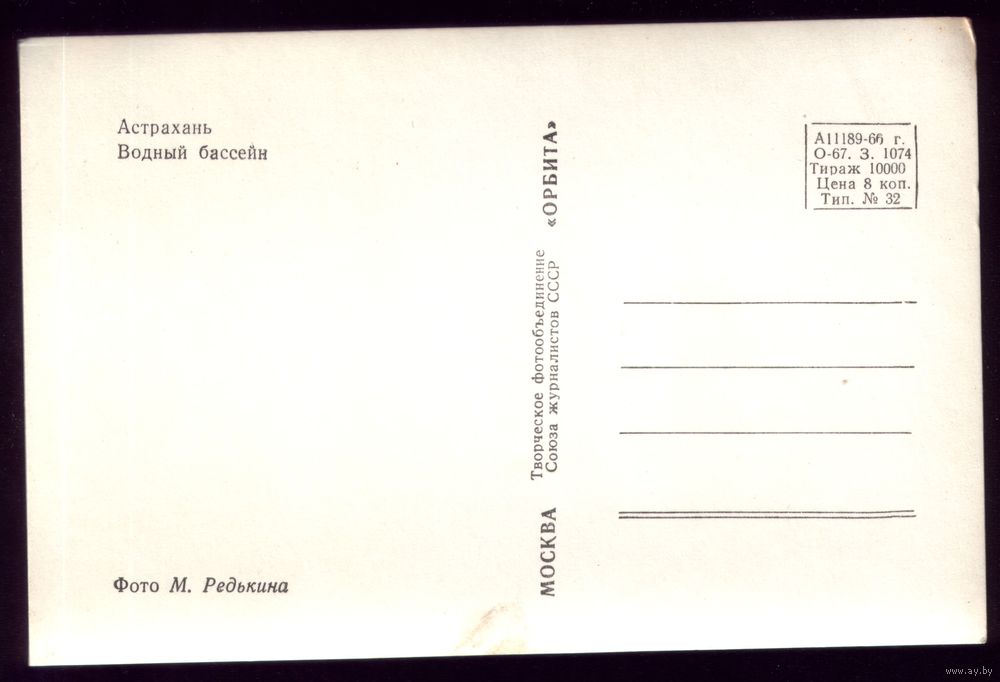 Астрахань
Водный бассейн
Фото М. Редькина
МОСКВА
Творческое фотообъединение
Союза журналистов СССР
«ОРБИТА»
А11189-66 г.
О-67. З. 1074
Тираж 10000
Цена 8 коп.
Тип. № 32
www.ay.by